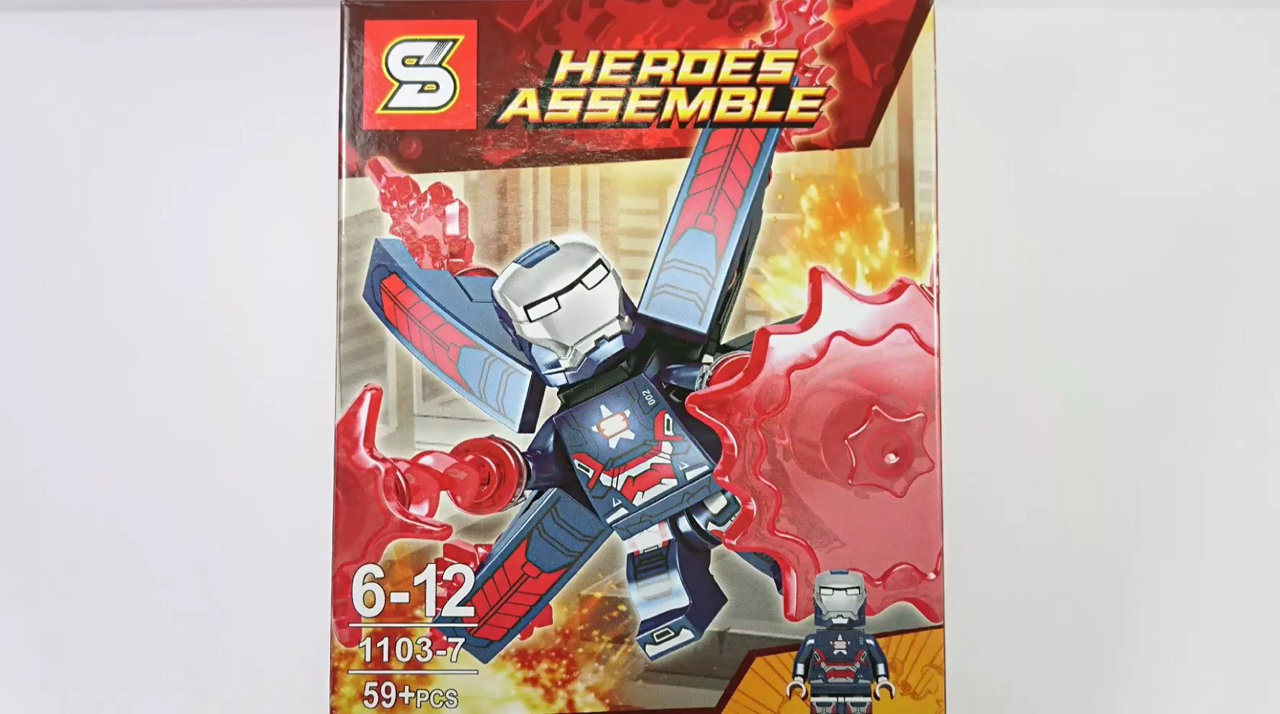 S
HEROES
ASSEMBLE
002
6-12
1103-7
59+PCS